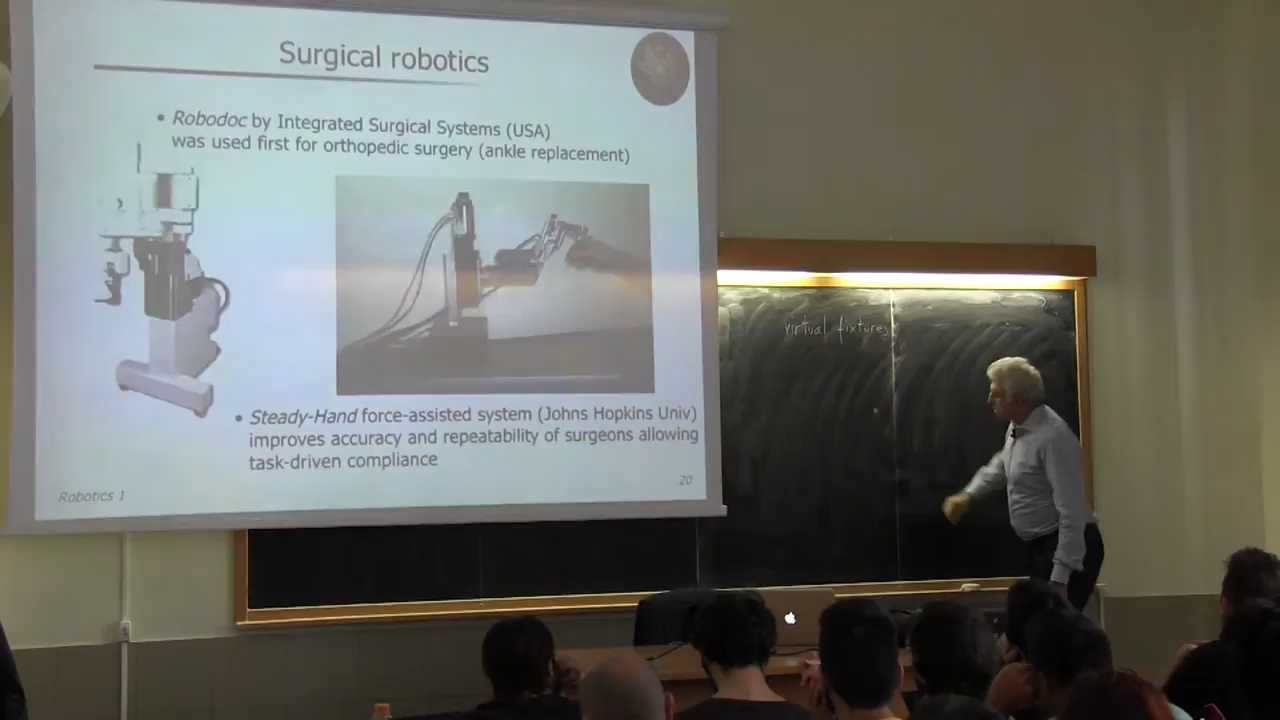 Surgical robotics
• Robodoc by Integrated Surgical Systems (USA)
was used first for orthopedic surgery (ankle replacement)
• Steady-Hand force-assisted system (Johns Hopkins Univ)
improves accuracy and repeatability of surgeons allowing
task-driven compliance
Robotics 1
20
virtual fixtures